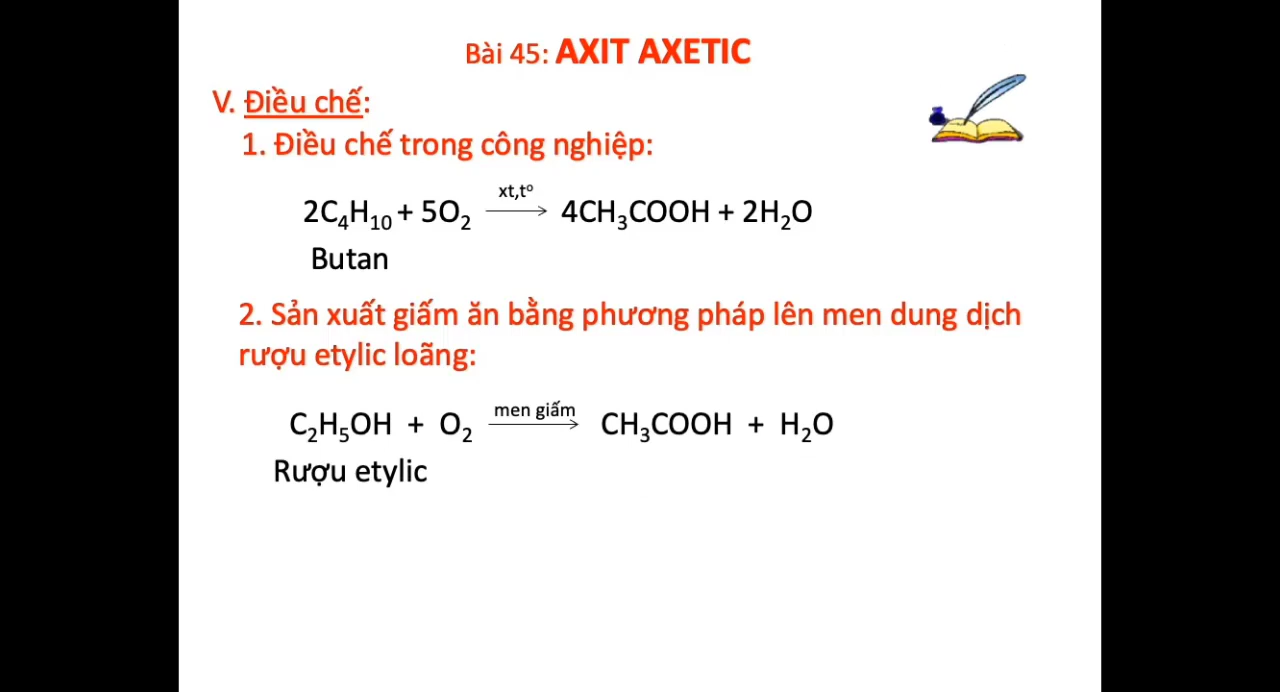 Bài 45: AXIT AXETIC
V. Điều chế:
1. Điều chế trong công nghiệp:
2C₄H₁₀ + 5O₂ xt,tº → 4CH₃COOH + 2H₂O
Butan
2. Sản xuất giấm ăn bằng phương pháp lên men dung dịch
rượu etylic loãng:
C₂H₅OH + O₂ men giấm → CH₃COOH + H₂O
Rượu etylic